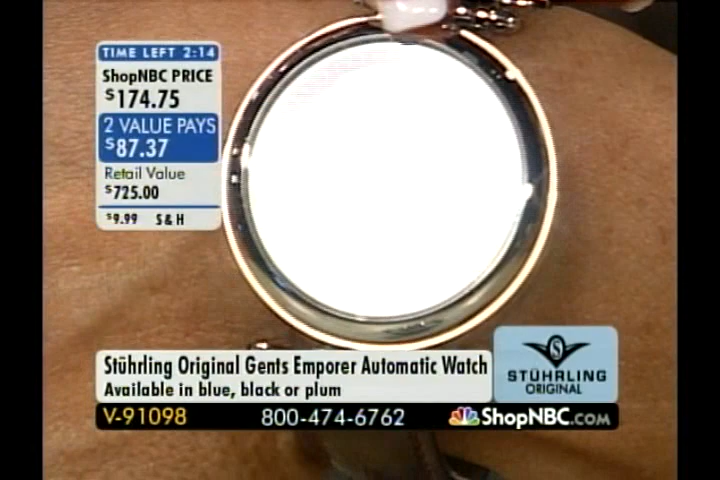 TIME LEFT 2:14
ShopNBC PRICE
$174.75
2 VALUE PAYS
$87.37
Retail Value
$725.00
$9.99 S & H
Stührling Original Gents Emporer Automatic Watch
Available in blue, black or plum
S
STÜHRLING
ORIGINAL
V-91098 800-474-6762 ShopNBC.COM